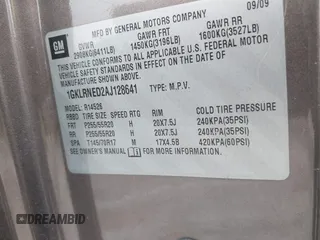 MFD BY GENERAL MOTORS CORP 09/09
GM
GVWR GAWR FRT GAWR RR
2908KG(6411LB) 1450KG(3196LB) 1600KG(3527LB)
THIS VEHICLE CONFORMS TO ALL APPLICABLE U.S. FEDERAL
MOTOR VEHICLE SAFETY STANDARDS IN EFFECT ON THE DATE OF
MANUFACTURE SHOWN ABOVE.
1GKLRNED2AJ128641 TYPE: M.P.V.
MODEL: R14526
RBBQ TIRE SIZE SPEED RTG RIM COLD TIRE PRESSURE
FRT P255/55R20 H 20X7.5J 240KPA(35PSI)
RR P255/55R20 H 20X7.5J 240KPA(35PSI)
SPA T145/70R17 M 17X4.5B 420KPA(60PSI)
SEE OWNER'S MANUAL FOR ADDITIONAL INFORMATION.
© DRIVEAMBID